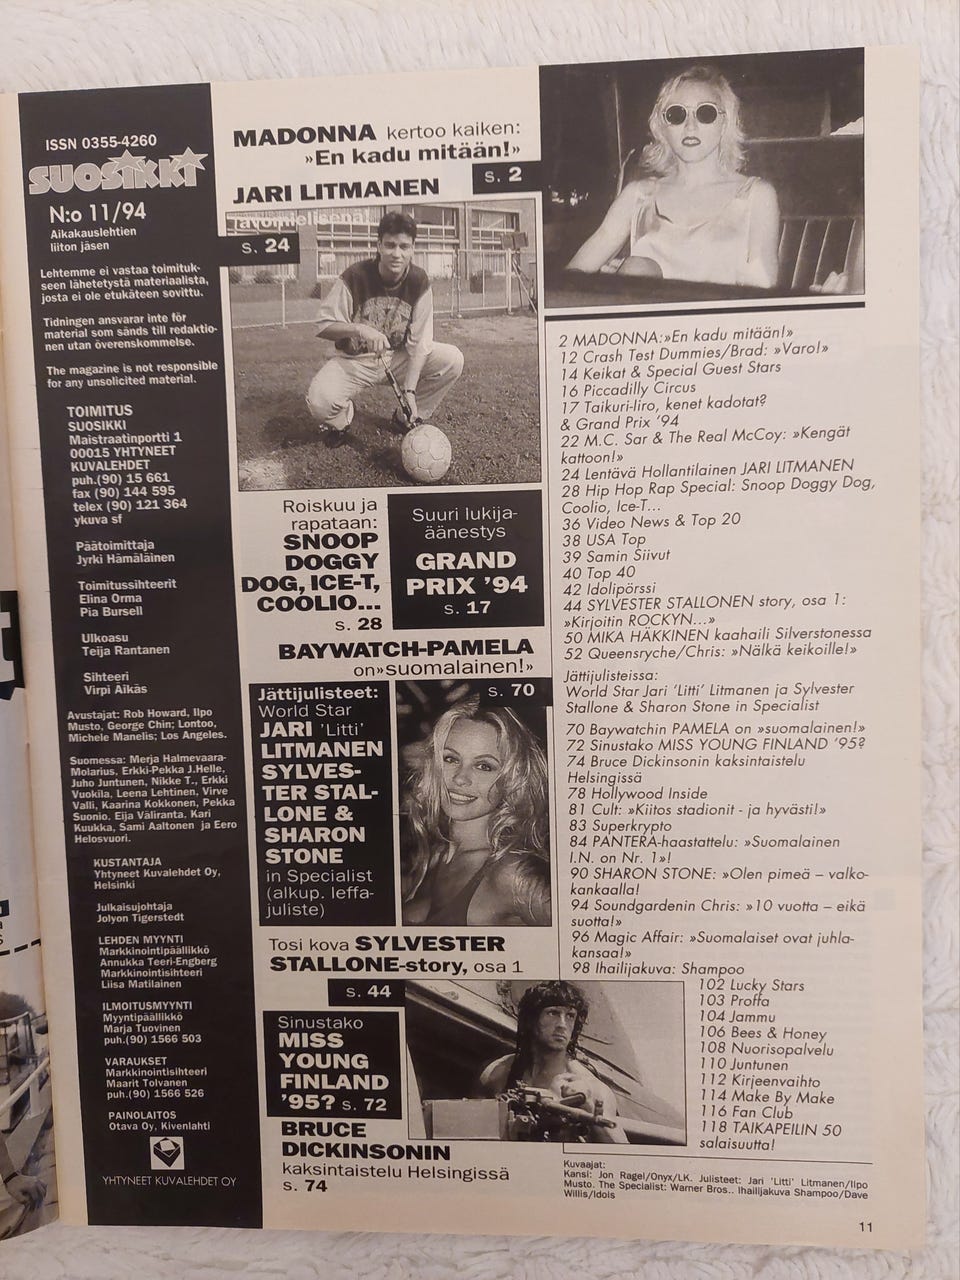 ISSN 0355-4260
SUOSIKKI
N:o 11/94
Aikakauslehtien
liiton jäsen
Lehtemme ei vastaa toimituk-
seen lähetetystä materiaalista,
josta ei ole etukäteen sovittu.
Tidningen ansvarar inte för
material som sänds till redaktio-
nen utan överenskommelse.
The magazine is not responsible
for any unsolicited material.
TOIMITUS
SUOSIKKI
Maistraatinportti 1
00015 YHTYNEET
KUVALEHDET
puh.(90) 15 661
fax (90) 144 595
telex (90) 121 364
ykuva sf
Päätoimittaja
Jyrki Hämäläinen
Toimitussihteerit
Elina Orma
Pia Bursell
Ulkoasu
Teija Rantanen
Sihteeri
Virpi Äikäs
Avustajat: Rob Howard, Ilpo
Musto, George Chin; Lontoo,
Michele Manelis; Los Angeles.
Suomessa: Merja Halmevaara-
Molarius, Erkki-Pekka J.Helle,
Juho Juntunen, Nikke T., Erkki
Vuokila, Leena Lehtinen, Virve
Valli, Kaarina Kokkonen, Pekka
Suonio, Eija Väliranta, Kari
Kuukka, Sami Aaltonen ja Eero
Helosvuori.
KUSTANTAJA
Yhtyneet Kuvalehdet Oy,
Helsinki
Julkaisujohtaja
Jolyon Tigerstedt
LEHDEN MYYNTI
Markkinointipäällikkö
Annukka Teeri-Engberg
Markkinointisihteeri
Liisa Matilainen
ILMOITUSMYYNTI
Myyntipäällikkö
Marja Tuovinen
puh.(90) 1566 503
VARAUKSET
Markkinointisihteeri
Maarit Tolvanen
puh.(90) 1566 526
PAINOLAITOS
Otava Oy, Kivenlahti
YHTYNEET KUVALEHDET OY
MADONNA kertoo kaiken:
»En kadu mitään!»
s. 2
JARI LITMANEN
s. 24
Roiskuu ja
rapataan:
SNOOP
DOGGY
DOG, ICE-T,
COOLIO...
s. 28
Suuri lukija-
äänestys
GRAND
PRIX '94
s. 17
BAYWATCH-PAMELA
on»suomalainen!»
s. 70
Jättijulisteet:
World Star
JARI 'Litti'
LITMANEN
SYLVES-
TER STAL-
LONE &
SHARON
STONE
in Specialist
(alkup. leffa-
juliste)
Tosi kova SYLVESTER
STALLONE-story, osa 1
s. 44
Sinustako
MISS
YOUNG
FINLAND
'95? s. 72
BRUCE
DICKINSONIN
kaksintaistelu Helsingissä
s. 74
2 MADONNA:»En kadu mitään!»
12 Crash Test Dummies/Brad: »Varo!»
14 Keikat & Special Guest Stars
16 Piccadilly Circus
17 Taikuri-Iiro, kenet kadotat?
& Grand Prix '94
22 M.C. Sar & The Real McCoy: »Kengät
kattoon!»
24 Lentävä Hollantilainen JARI LITMANEN
28 Hip Hop Rap Special: Snoop Doggy Dog,
Coolio, Ice-T...
36 Video News & Top 20
38 USA Top
39 Samin Siivut
40 Top 40
42 Idolipörssi
44 SYLVESTER STALLONEN story, osa 1:
»Kirjoitin ROCKYN...»
50 MIKA HÄKKINEN kaahaili Silverstonessa
52 Queensryche/Chris: »Nälkä keikoille!»
Jättijulisteissa:
World Star Jari 'Litti' Litmanen ja Sylvester
Stallone & Sharon Stone in Specialist
70 Baywatchin PAMELA on »suomalainen!»
72 Sinustako MISS YOUNG FINLAND '95?
74 Bruce Dickinsonin kaksintaistelu
Helsingissä
78 Hollywood Inside
81 Cult: »Kiitos stadionit - ja hyvästi!»
83 Superkrypto
84 PANTERA-haastattelu: »Suomalainen
I.N. on Nr. 1»!
90 SHARON STONE: »Olen pimeä – valko-
kankaalla!
94 Soundgardenin Chris: »10 vuotta – eikä
suotta!»
96 Magic Affair: »Suomalaiset ovat juhla-
kansaa!»
98 Ihailijakuva: Shampoo
102 Lucky Stars
103 Proffa
104 Jammu
106 Bees & Honey
108 Nuorisopalvelu
110 Juntunen
112 Kirjeenvaihto
114 Make By Make
116 Fan Club
118 TAIKAPEILIN 50
salaisuutta!
Kuvaajat:
Kansi: Jon Ragel/Onyx/LK. Julisteet: Jari 'Litti' Litmanen/Ilpo
Musto. The Specialist: Warner Bros.. Ihailijakuva Shampoo/Dave
Willis/Idols
11